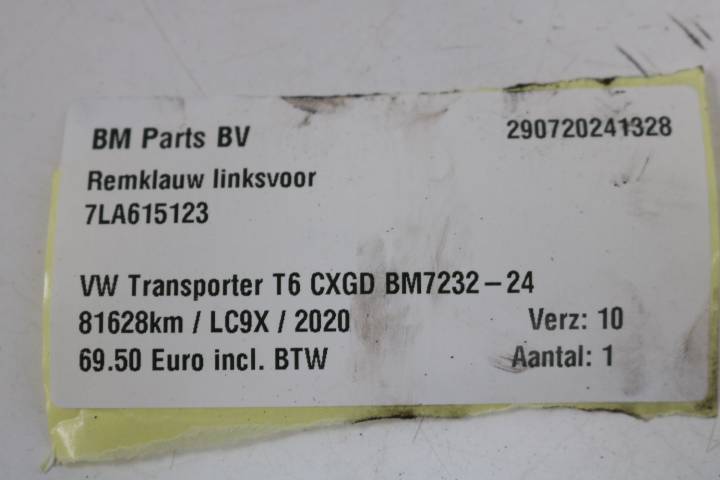 BM Parts BV 290720241328
Remklauw linksvoor
7LA615123
VW Transporter T6 CXGD BM7232-24
81628km / LC9X / 2020 Verz: 10
69.50 Euro incl. BTW Aantal: 1